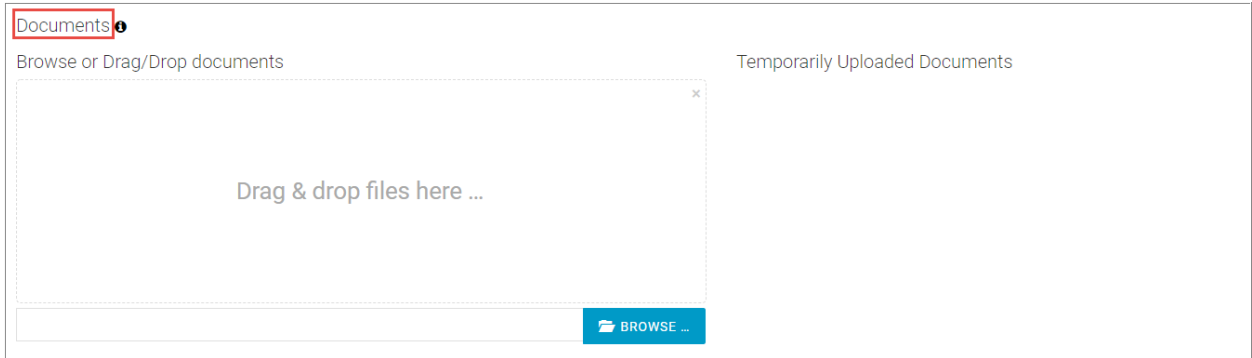 Documents
Browse or Drag/Drop documents
Temporarily Uploaded Documents
Drag & drop files here ...
BROWSE ...